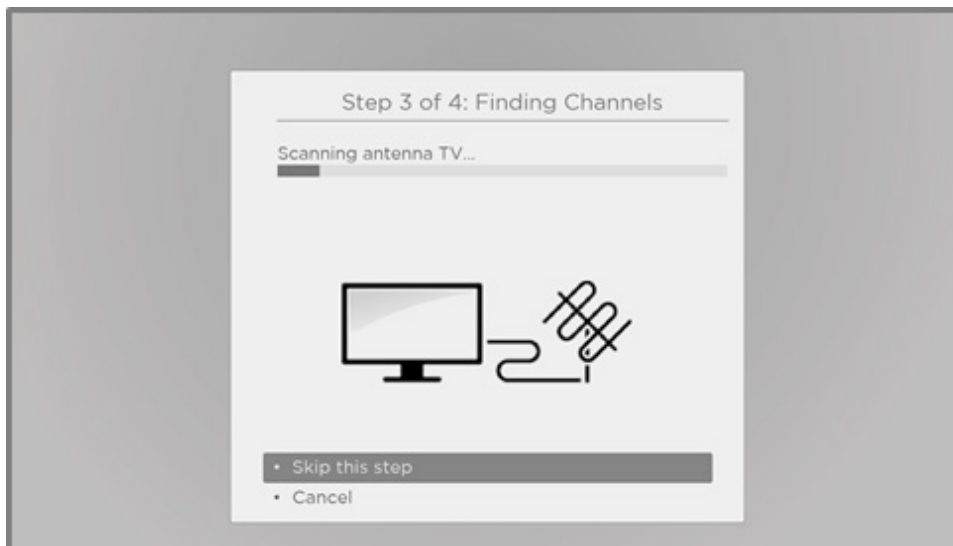 Step 3 of 4: Finding Channels
Scanning antenna TV...
• Skip this step
• Cancel